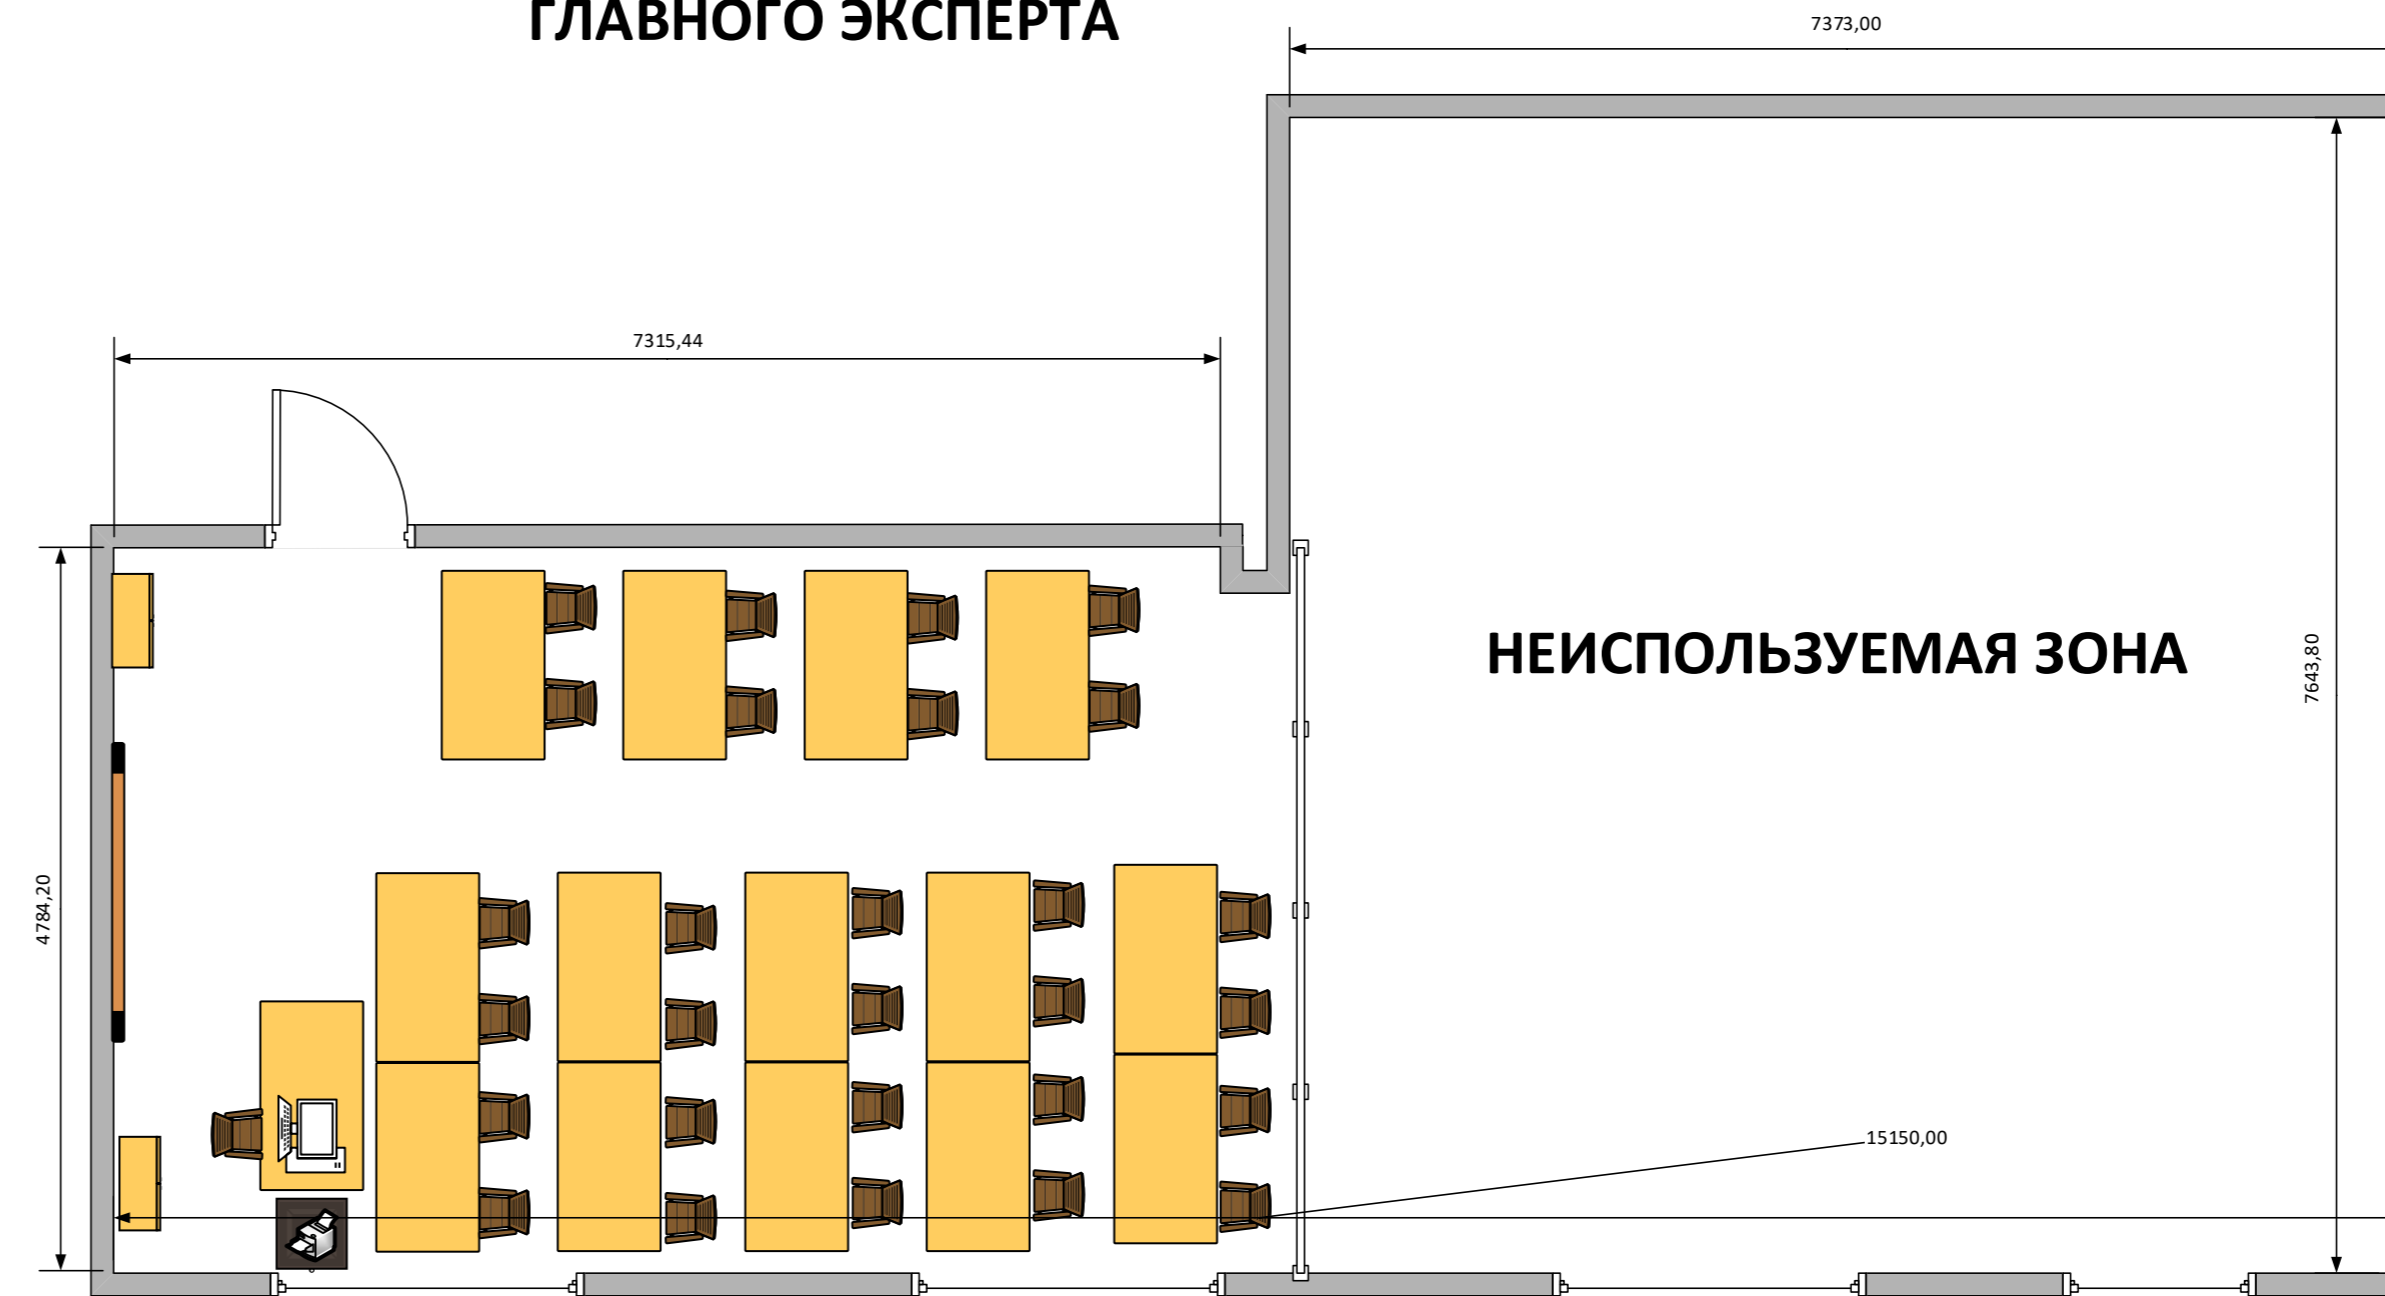 ГЛАВНОГО ЭКСПЕРТА
7373,00
7315,44
НЕИСПОЛЬЗУЕМАЯ ЗОНА
7643,80
4784,20
15150,00